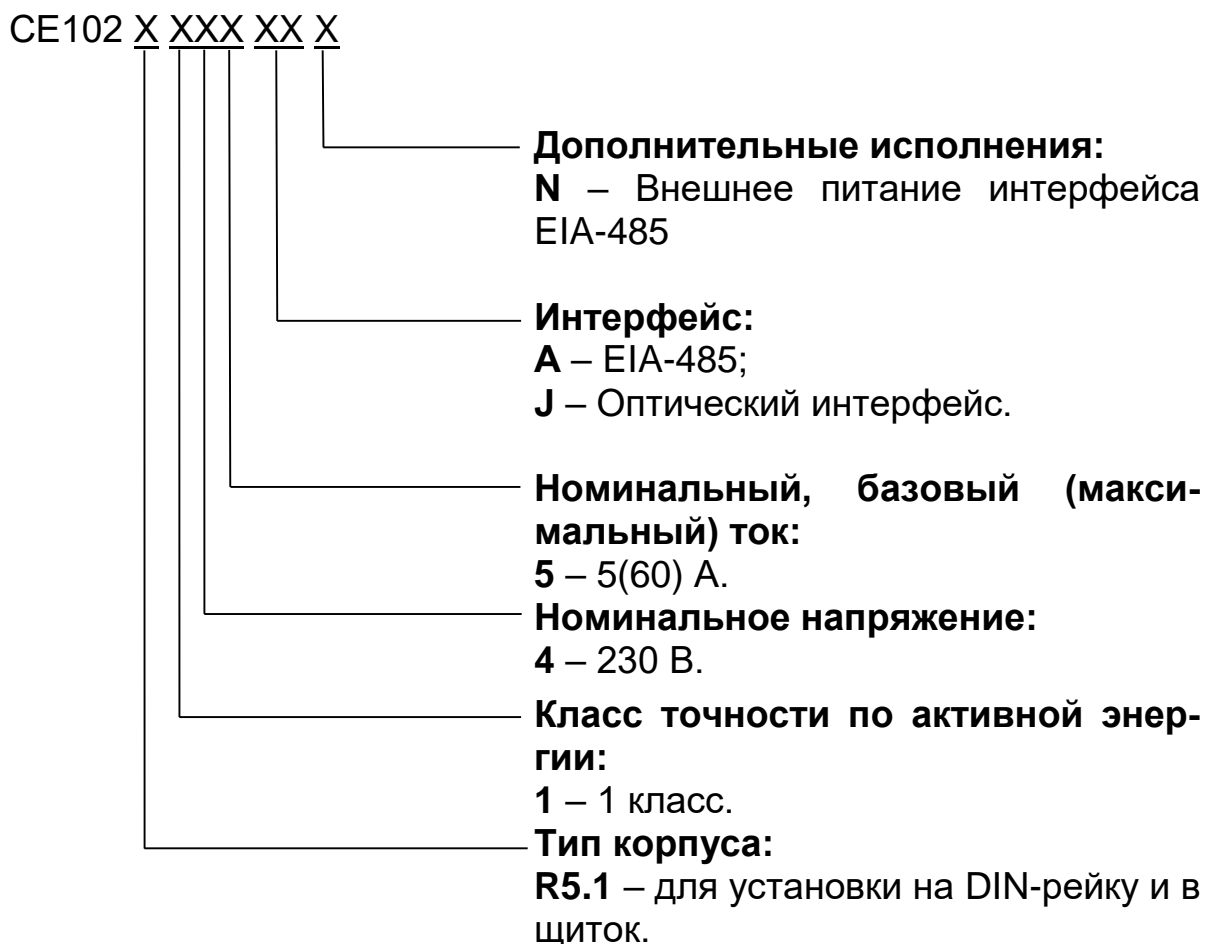 CE102 X XXX XX X
Дополнительные исполнения:
N – Внешнее питание интерфейса
EIA-485
Интерфейс:
A – EIA-485;
J – Оптический интерфейс.
Номинальный, базовый (макси-
мальный) ток:
5 – 5(60) А.
Номинальное напряжение:
4 – 230 В.
Класс точности по активной энер-
гии:
1 – 1 класс.
Тип корпуса:
R5.1 – для установки на DIN-рейку и в
щиток.